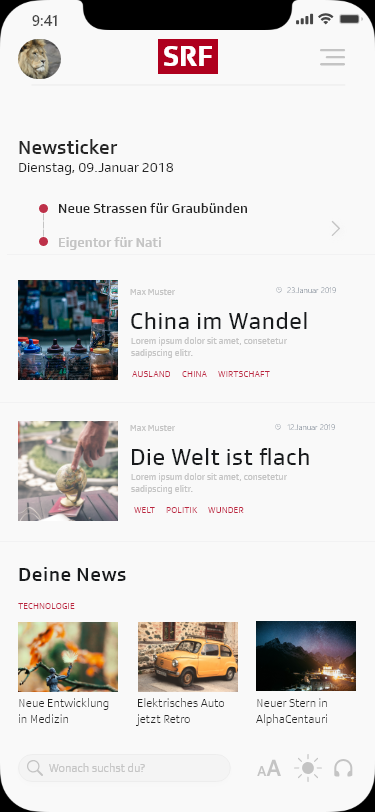 9:41
SRF
Newsticker
Dienstag, 09.Januar 2018
Neue Strassen für Graubünden
Eigentor für Nati
Max Muster
23.Januar 2019
China im Wandel
Lorem ipsum dolor sit amet, consetetur
sadipscing elitr.
AUSLAND CHINA WIRTSCHAFT
Max Muster
12.Januar 2019
Die Welt ist flach
Lorem ipsum dolor sit amet, consetetur
sadipscing elitr.
WELT POLITIK WUNDER
Deine News
TECHNOLOGIE
Neue Entwicklung
in Medizin
Elektrisches Auto
jetzt Retro
Neuer Stern in
AlphaCentauri
Wonach suchst du?
AA